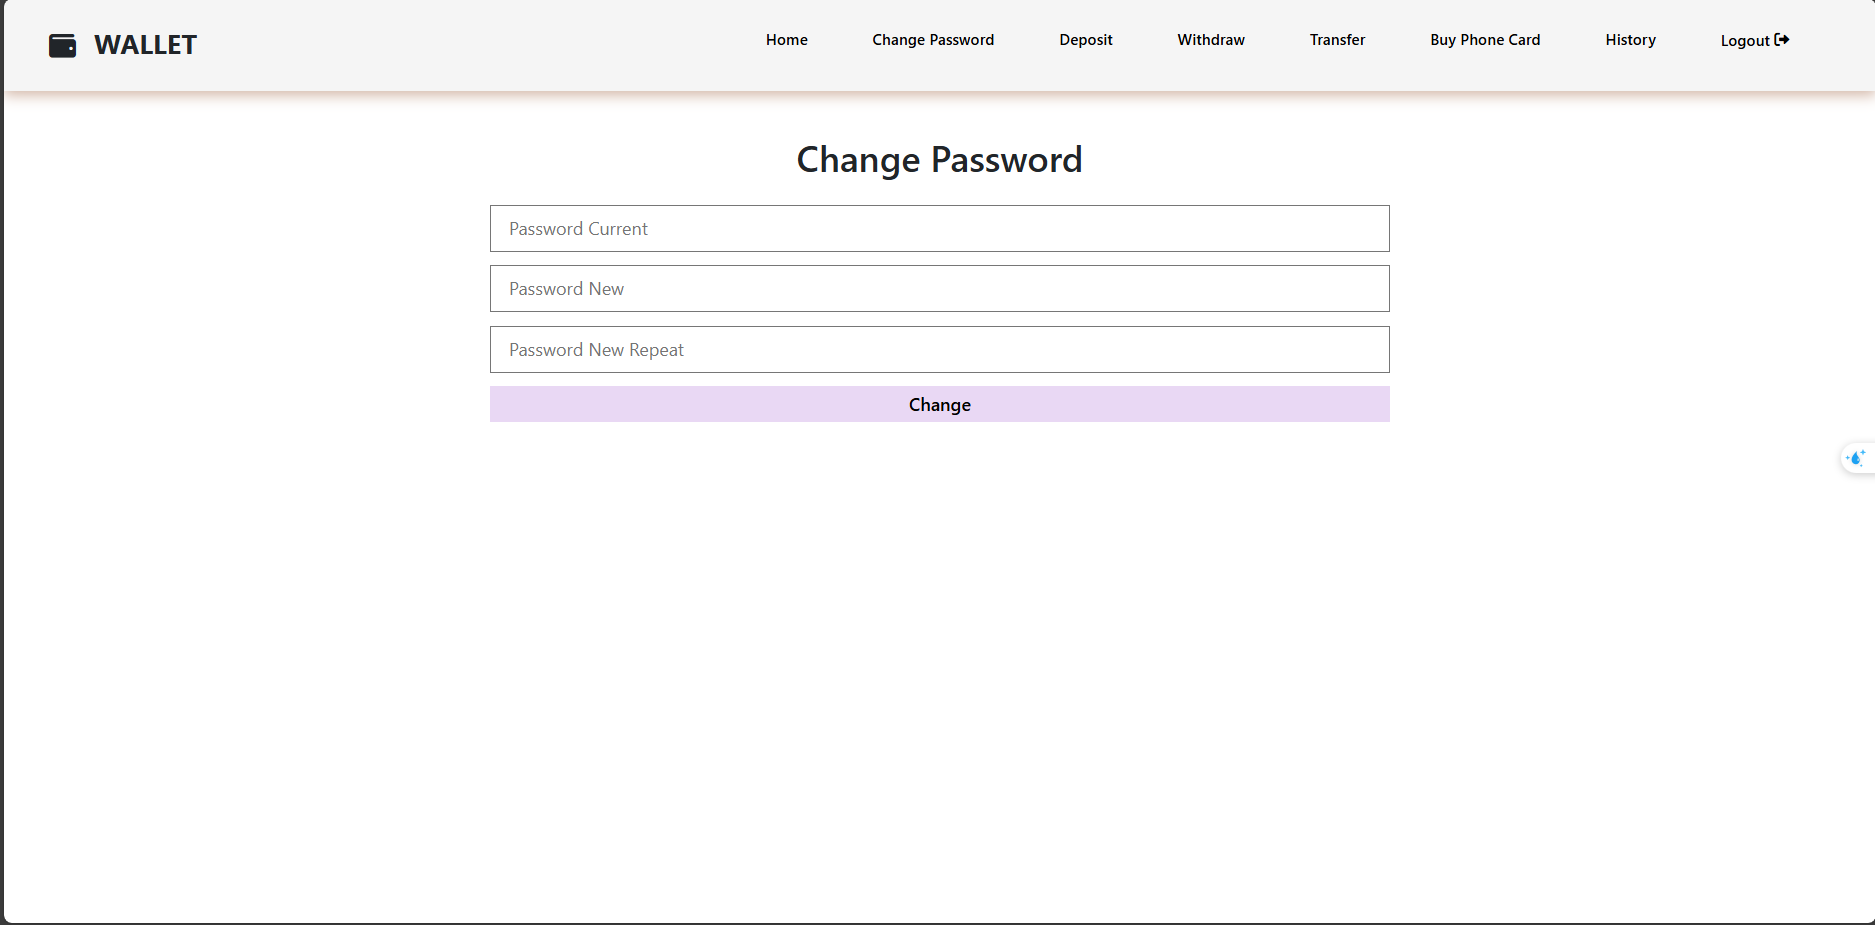 WALLET
Home Change Password Deposit Withdraw Transfer Buy Phone Card History Logout
Change Password
Password Current
Password New
Password New Repeat
Change